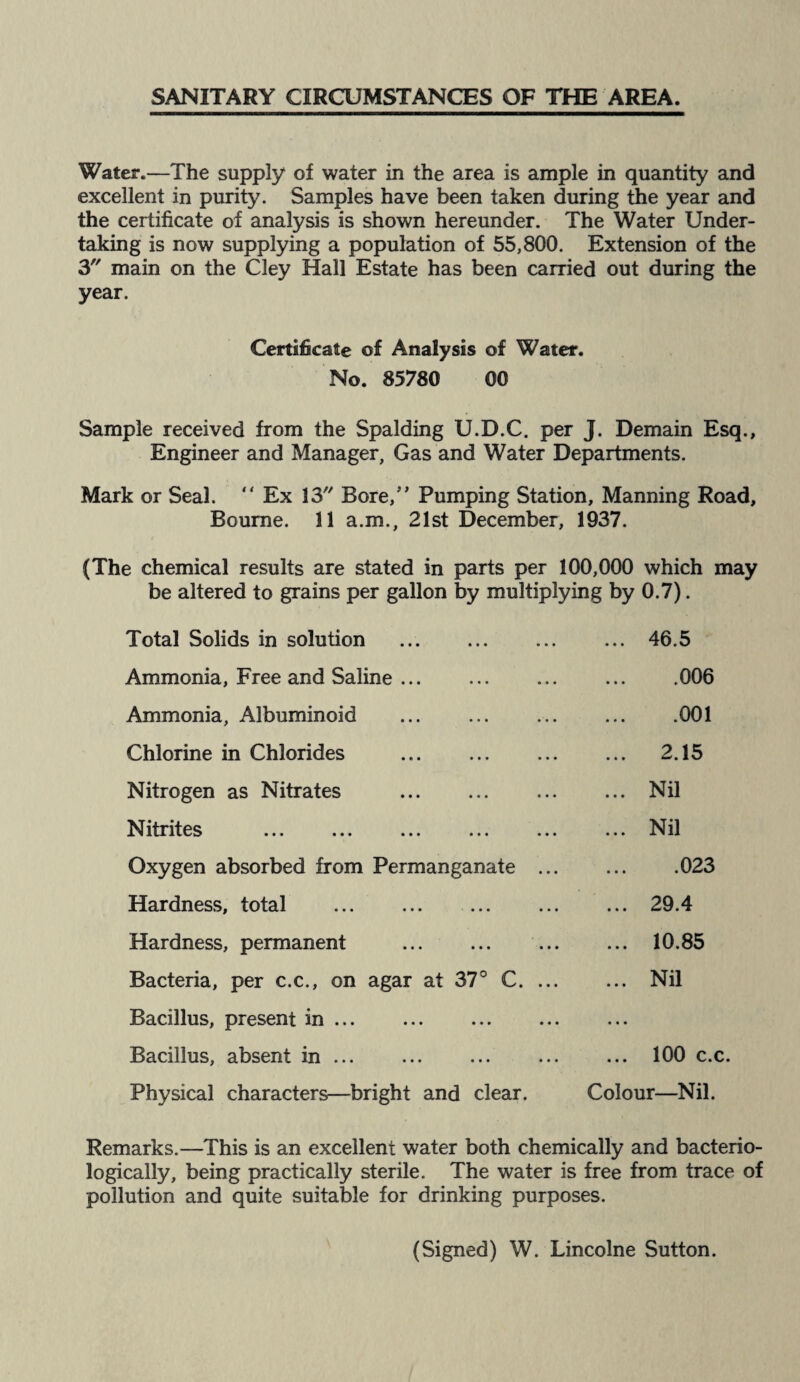 SANITARY CIRCUMSTANCES OF THE AREA.
Water.—The supply of water in the area is ample in quantity and
excellent in purity. Samples have been taken during the year and
the certificate of analysis is shown hereunder. The Water Under-
taking is now supplying a population of 55,800. Extension of the
3″ main on the Cley Hall Estate has been carried out during the
year.
Certificate of Analysis of Water.
No. 85780 00
Sample received from the Spalding U.D.C. per J. Demain Esq.,
Engineer and Manager, Gas and Water Departments.
Mark or Seal. “ Ex 13″ Bore,” Pumping Station, Manning Road,
Bourne. 11 a.m., 21st December, 1937.
(The chemical results are stated in parts per 100,000 which may
be altered to grains per gallon by multiplying by 0.7).
Total Solids in solution ... ... ... ... 46.5
Ammonia, Free and Saline ... ... ... ... .006
Ammonia, Albuminoid ... ... ... ... .001
Chlorine in Chlorides ... ... ... ... 2.15
Nitrogen as Nitrates ... ... ... ... Nil
Nitrites ... ... ... ... ... ... Nil
Oxygen absorbed from Permanganate ... ... .023
Hardness, total ... ... ... ... ... 29.4
Hardness, permanent ... ... ... ... 10.85
Bacteria, per c.c., on agar at 37° C. ... ... Nil
Bacillus, present in ... ... ... ... ...
Bacillus, absent in ... ... ... ... ... 100 c.c.
Physical characters—bright and clear. Colour—Nil.
Remarks.—This is an excellent water both chemically and bacterio-
logically, being practically sterile. The water is free from trace of
pollution and quite suitable for drinking purposes.
(Signed) W. Lincolne Sutton.